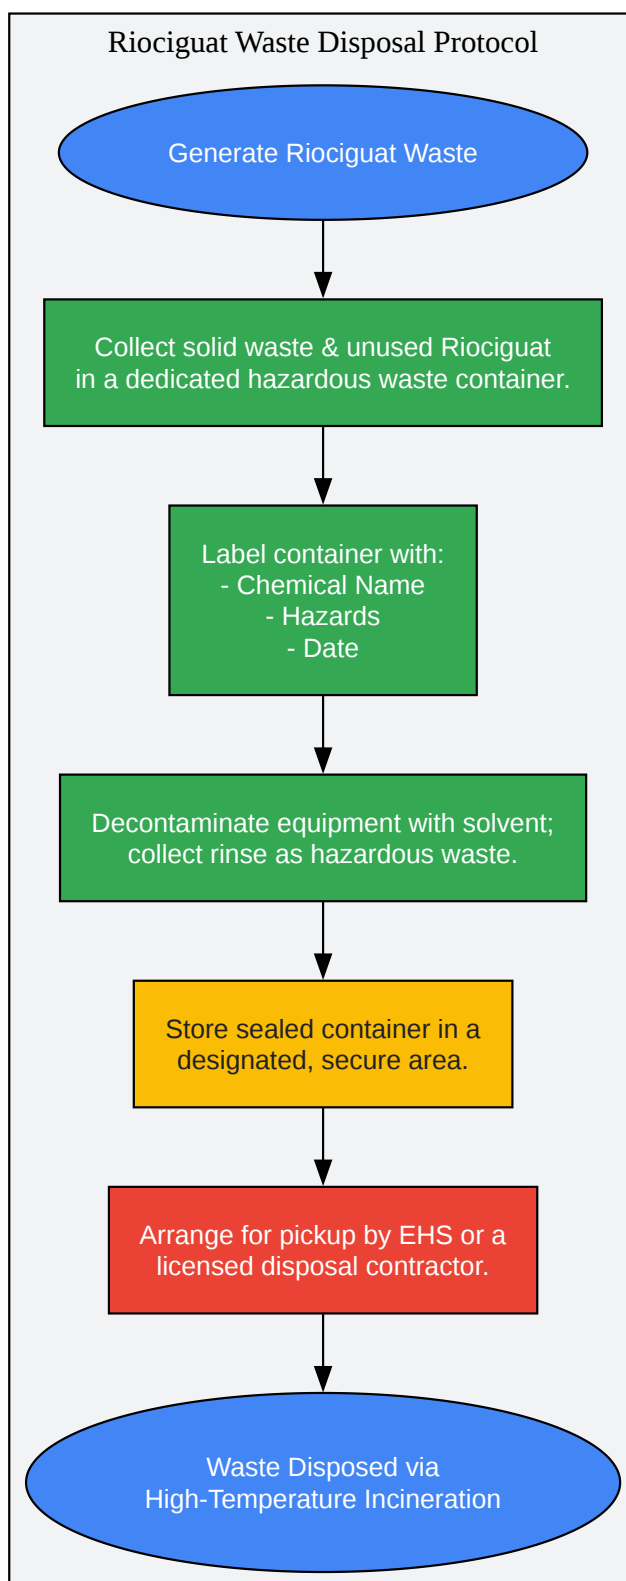 Riociguat Waste Disposal Protocol
Generate Riociguat Waste
Collect solid waste & unused Riociguat
in a dedicated hazardous waste container.
Label container with:
- Chemical Name
- Hazards
- Date
Decontaminate equipment with solvent;
collect rinse as hazardous waste.
Store sealed container in a
designated, secure area.
Arrange for pickup by EHS or a
licensed disposal contractor.
Waste Disposed via
High-Temperature Incineration